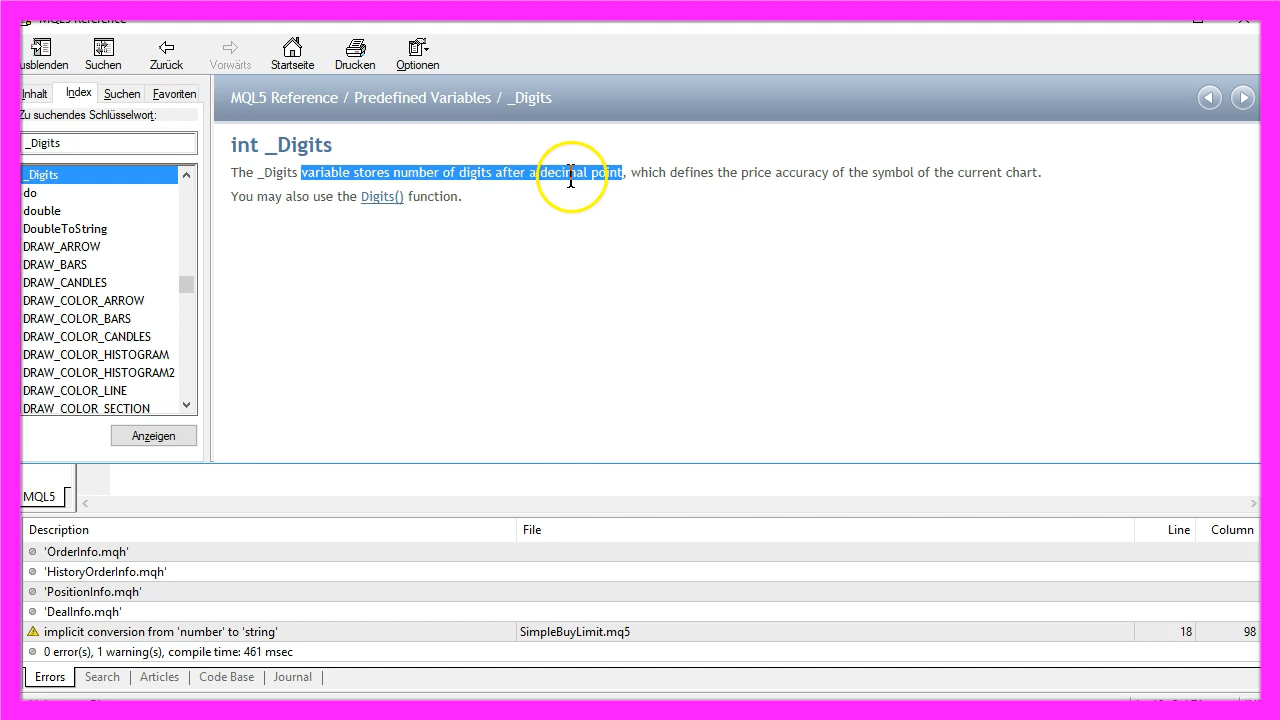 MQL5 Reference
usblenden Suchen Zurück Vorwärts Startseite Drucken Optionen
Inhalt Index Suchen Favoriten
Zu suchendes Schlüsselwort:
_Digits
_Digits
do
double
DoubleToString
DRAW_ARROW
DRAW_BARS
DRAW_CANDLES
DRAW_COLOR_ARROW
DRAW_COLOR_BARS
DRAW_COLOR_CANDLES
DRAW_COLOR_HISTOGRAM
DRAW_COLOR_HISTOGRAM2
DRAW_COLOR_LINE
DRAW_COLOR_SECTION
Anzeigen
MQL5 Reference / Predefined Variables / _Digits
int _Digits
The _Digits variable stores number of digits after a decimal point, which defines the price accuracy of the symbol of the current chart.
You may also use the Digits() function.
MQL5
Description File Line Column
'OrderInfo.mqh'
'HistoryOrderInfo.mqh'
'PositionInfo.mqh'
'DealInfo.mqh'
implicit conversion from 'number' to 'string' SimpleBuyLimit.mq5 18 98
0 error(s), 1 warning(s), compile time: 461 msec
Errors Search Articles Code Base Journal